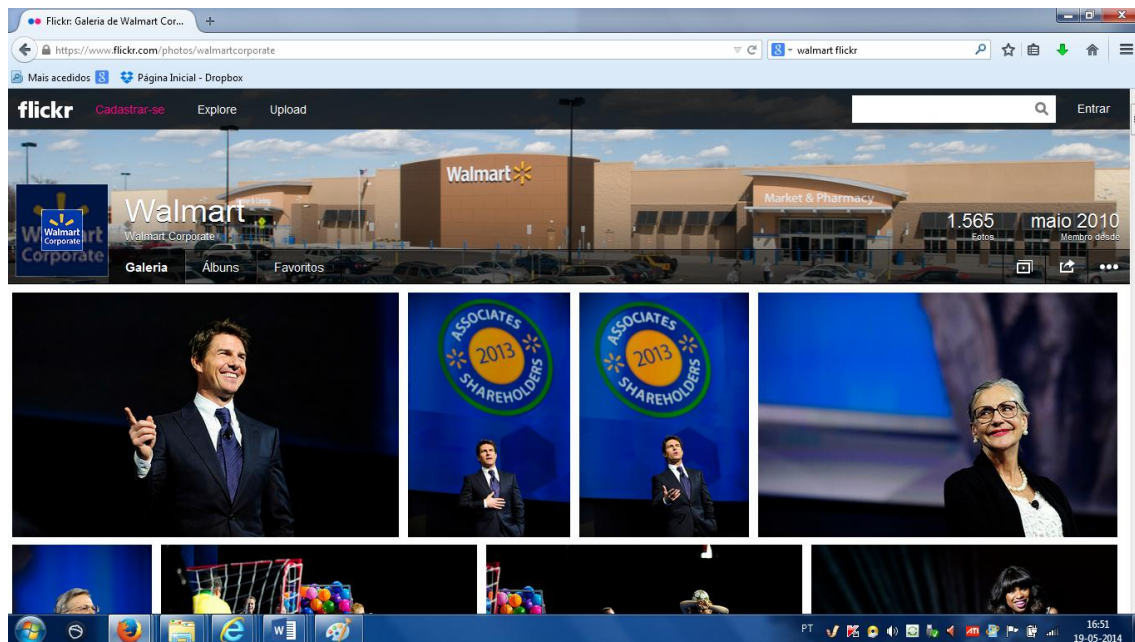 Flickr: Galeria de Walmart Cor...
https://www.flickr.com/photos/walmartcorporate
walmart flickr
Mais acedidos
Página Inicial - Dropbox
flickr
Cadastrar-se
Explore
Upload
Entrar
Walmart
Market & Pharmacy
Walmart
Corporate
Walmart
Walmart Corporate
1.565
Fotos
maio 2010
Membro desde
Galeria
Álbuns
Favoritos
ASSOCIATES
2013
SHAREHOLDERS
ASSOCIATES
2013
SHAREHOLDERS
PT
16:51
19-05-2014